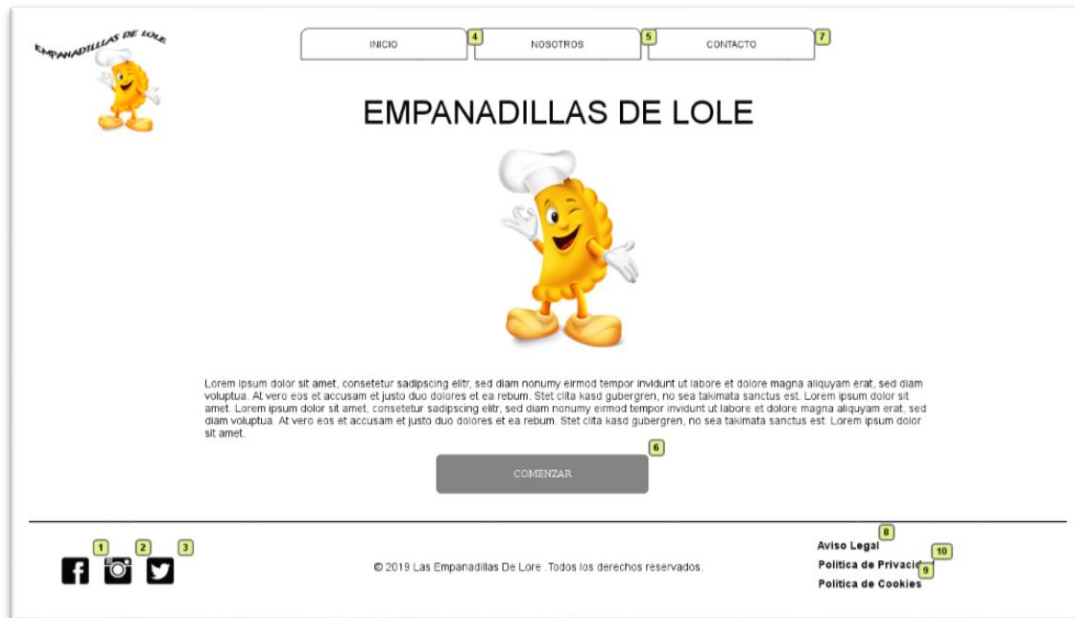 EMPANADILLLAS DE LOLE
INICIO
4
NOSOTROS
5
CONTACTO
7
EMPANADILLAS DE LOLE
Lorem ipsum dolor sit amet, consetetur sadipscing elitr, sed diam nonumy eirmod tempor invidunt ut labore et dolore magna aliquyam erat, sed diam
voluptua. At vero eos et accusam et justo duo dolores et ea rebum. Stet clita kasd gubergren, no sea takimata sanctus est. Lorem ipsum dolor sit
amet. Lorem ipsum dolor sit amet, consetetur sadipscing elitr, sed diam nonumy eirmod tempor invidunt ut labore et dolore magna aliquyam erat, sed
diam voluptua. At vero eos et accusam et justo duo dolores et ea rebum. Stet clita kasd gubergren, no sea takimata sanctus est. Lorem ipsum dolor
sit amet.
6
COMENZAR
1
2
3
© 2019 Las Empanadillas De Lore .Todos los derechos reservados.
8
Aviso Legal
10
Política de Privacidad
9
Política de Cookies